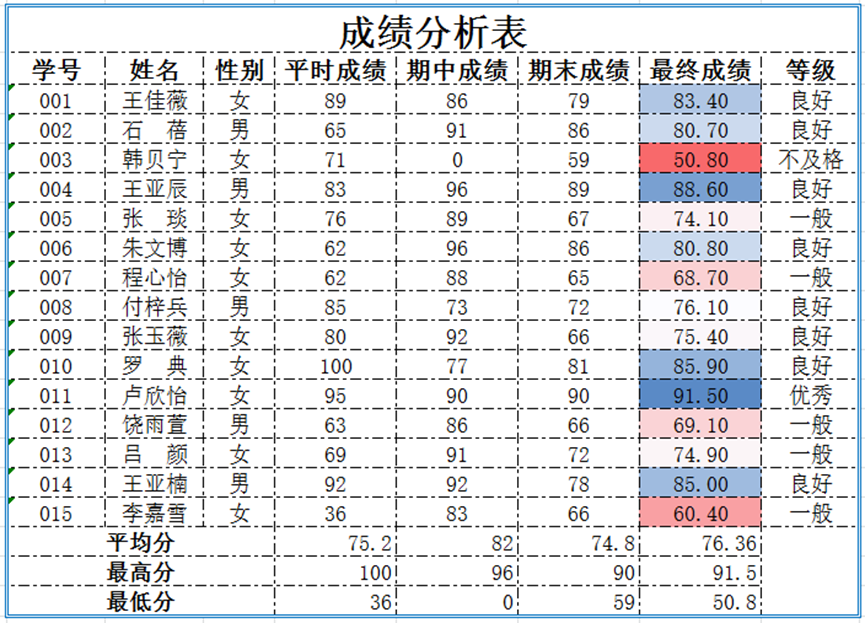 成绩分析表
学号 姓名 性别 平时成绩 期中成绩 期末成绩 最终成绩 等级
001 王佳薇 女 89 86 79 83.40 良好
002 石 蓓 男 65 91 86 80.70 良好
003 韩贝宁 女 71 0 59 50.80 不及格
004 王亚辰 男 83 96 89 88.60 良好
005 张 琰 女 76 89 67 74.10 一般
006 朱文博 女 62 96 86 80.80 良好
007 程心怡 女 62 88 65 68.70 一般
008 付梓兵 男 85 73 72 76.10 良好
009 张玉薇 女 80 92 66 75.40 良好
010 罗 典 女 100 77 81 85.90 良好
011 卢欣怡 女 95 90 90 91.50 优秀
012 饶雨萱 男 63 86 66 69.10 一般
013 吕 颜 女 69 91 72 74.90 一般
014 王亚楠 男 92 92 78 85.00 良好
015 李嘉雪 女 36 83 66 60.40 一般
平均分 75.2 82 74.8 76.36
最高分 100 96 90 91.5
最低分 36 0 59 50.8